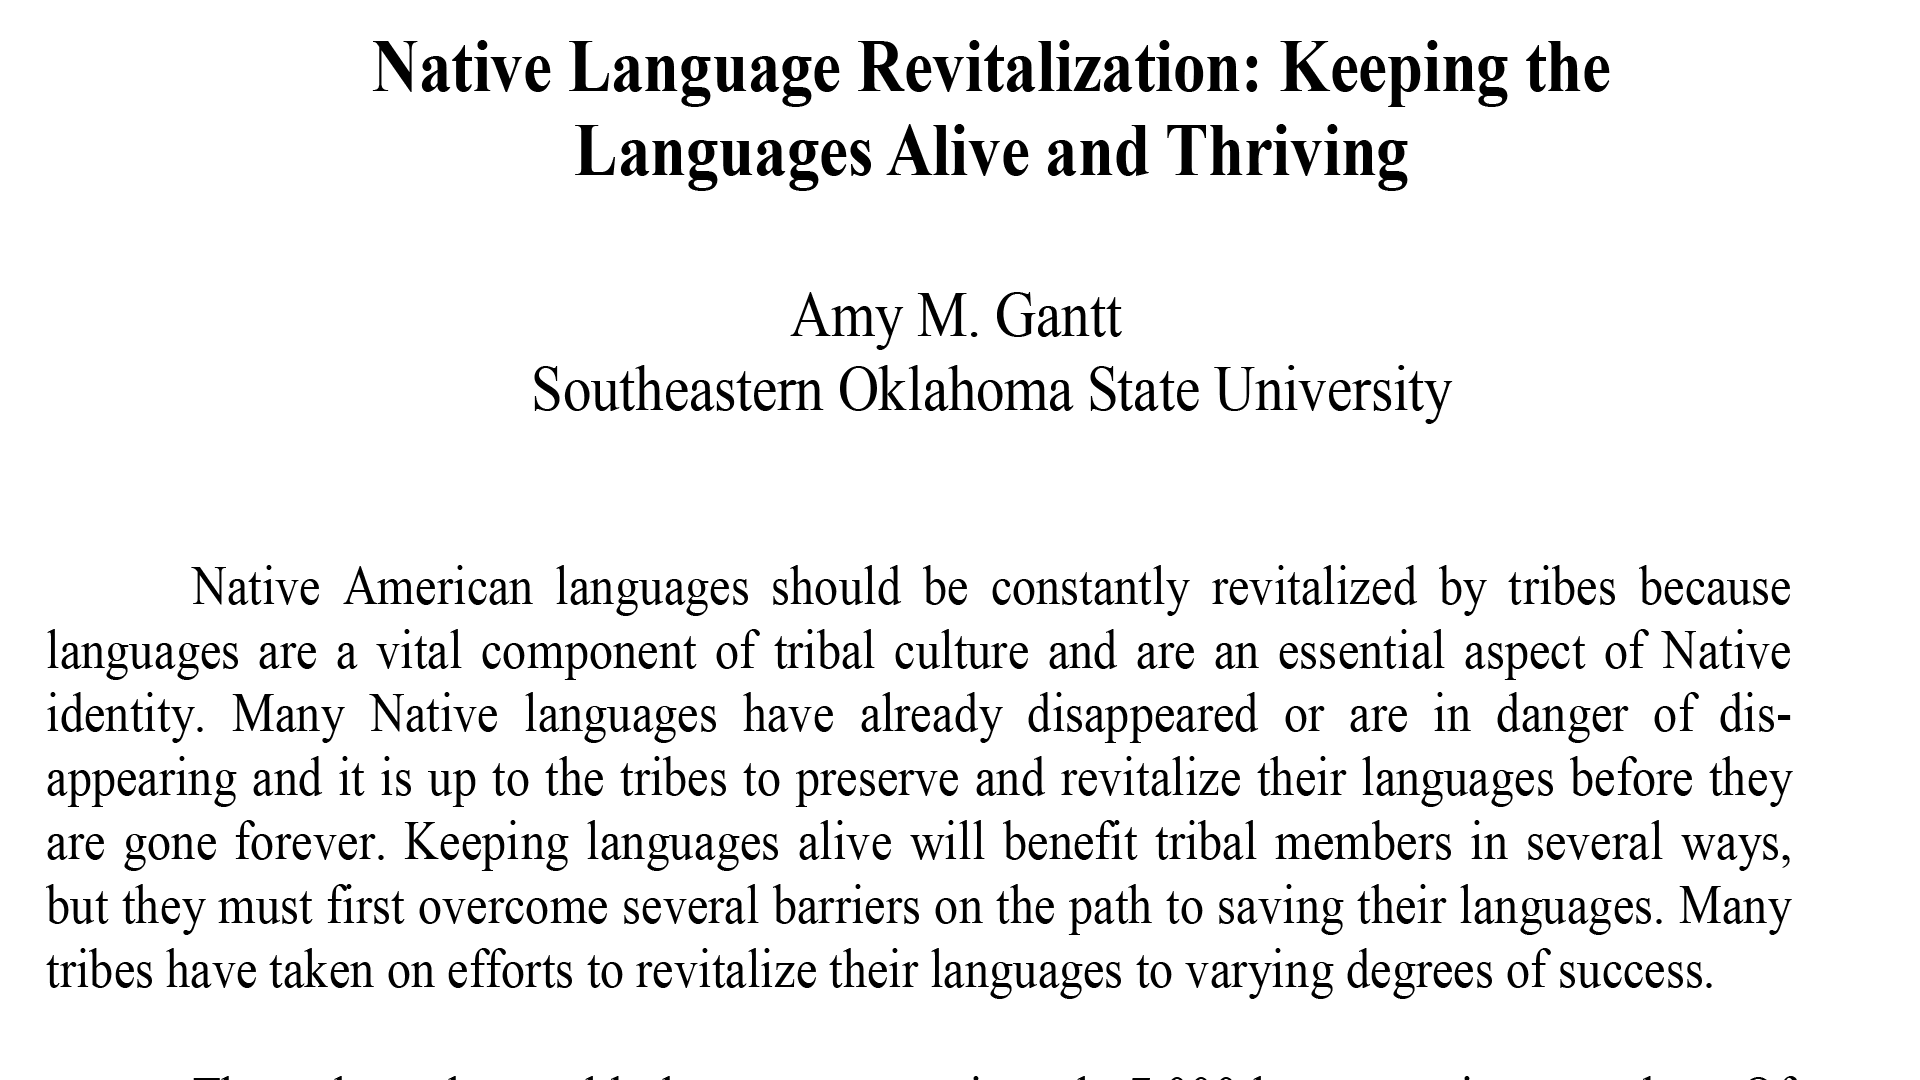 Native Language Revitalization: Keeping the
Languages Alive and Thriving
Amy M. Gantt
Southeastern Oklahoma State University
Native American languages should be constantly revitalized by tribes because
languages are a vital component of tribal culture and are an essential aspect of Native
identity. Many Native languages have already disappeared or are in danger of dis-
appearing and it is up to the tribes to preserve and revitalize their languages before they
are gone forever. Keeping languages alive will benefit tribal members in several ways,
but they must first overcome several barriers on the path to saving their languages. Many
tribes have taken on efforts to revitalize their languages to varying degrees of success.